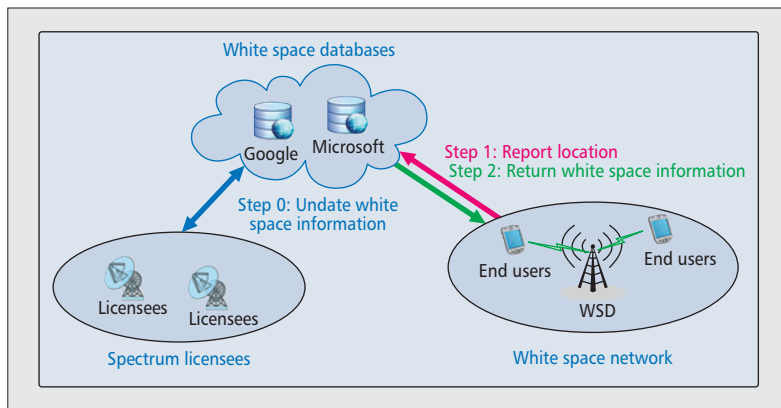 White space databases
Google
Microsoft
Step 1: Report location
Step 2: Return white space information
Step 0: Undate white
space information
End users
End users
WSD
Licensees
Licensees
Spectrum licensees
White space network